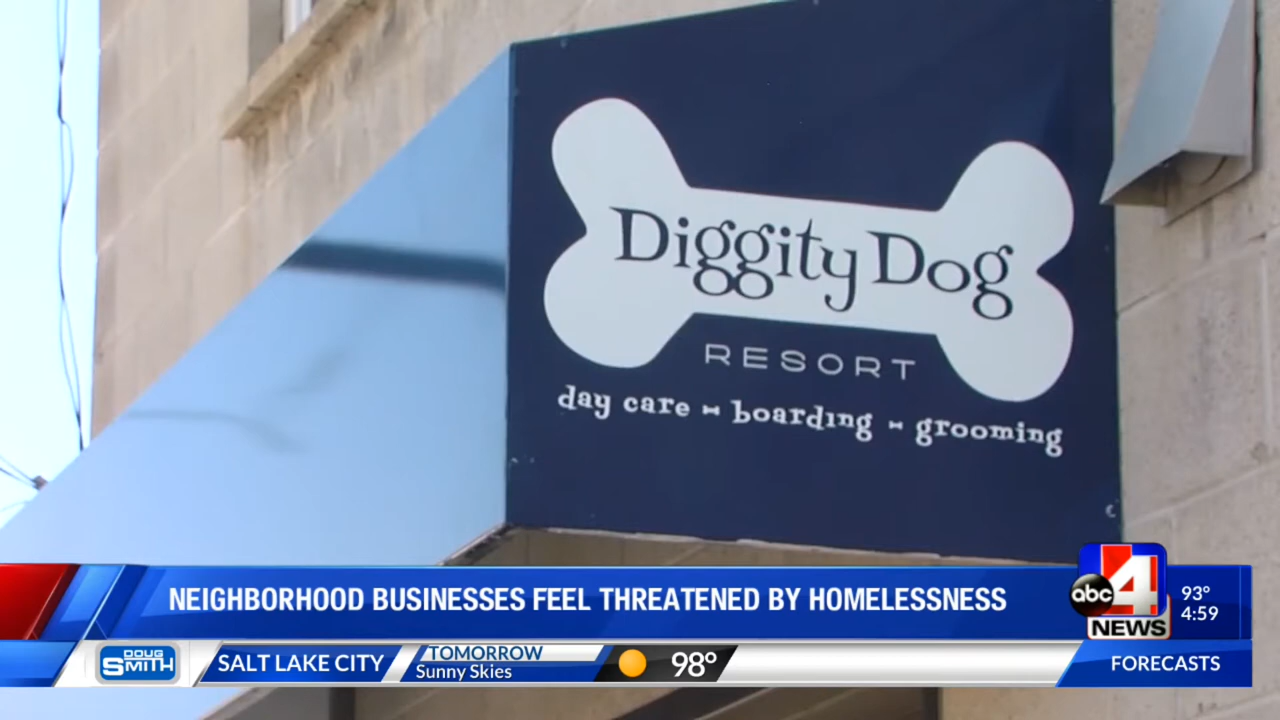 Diggity Dog
RESORT
day care - boarding - grooming
NEIGHBORHOOD BUSINESSES FEEL THREATENED BY HOMELESSNESS
abc 4
NEWS
93°
4:59
DOUG
SMITH
SALT LAKE CITY
TOMORROW
Sunny Skies
98°
FORECASTS